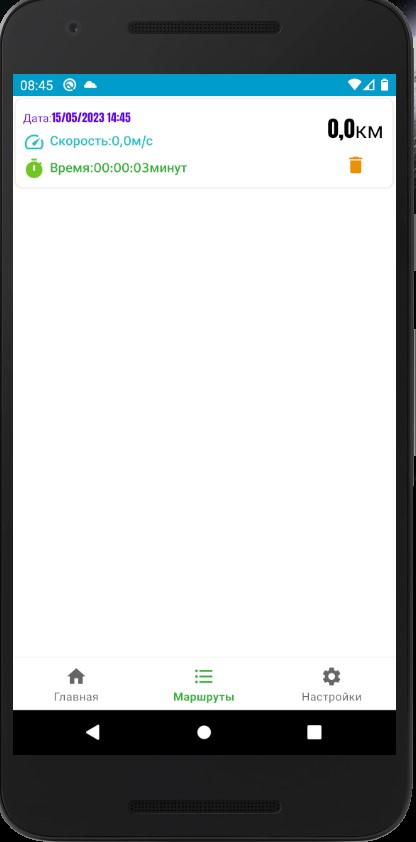 08:45
Дата:15/05/2023 14:45
0,0км
Скорость:0,0м/с
Время:00:00:03минут
Главная
Маршруты
Настройки